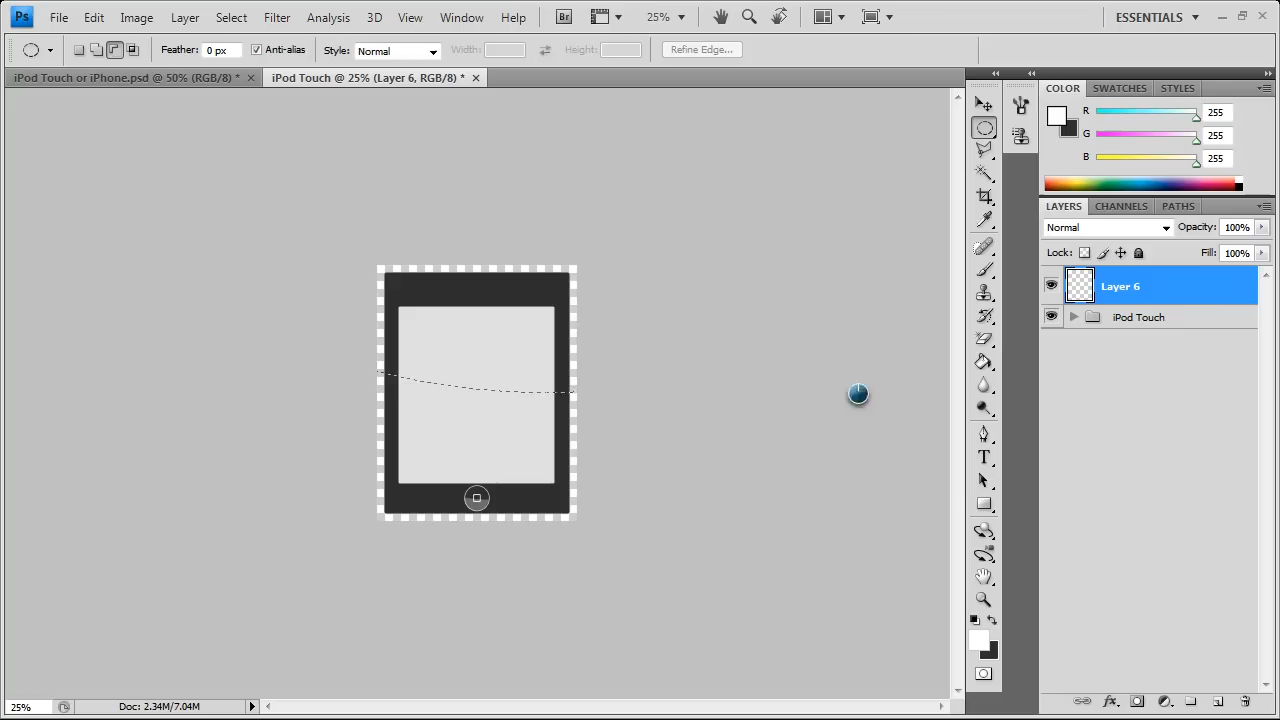 Ps File Edit Image Layer Select Filter Analysis 3D View Window Help Br 25% ESSENTIALS
Feather: 0 px Anti-alias Style: Normal Width: Height: Refine Edge...
iPod Touch or iPhone.psd @ 50% (RGB/8) * iPod Touch @ 25% (Layer 6, RGB/8) *
COLOR SWATCHES STYLES
R 255
G 255
B 255
LAYERS CHANNELS PATHS
Normal Opacity: 100%
Lock: Fill: 100%
Layer 6
iPod Touch
T
fx
25% Doc: 2.34M/7.04M